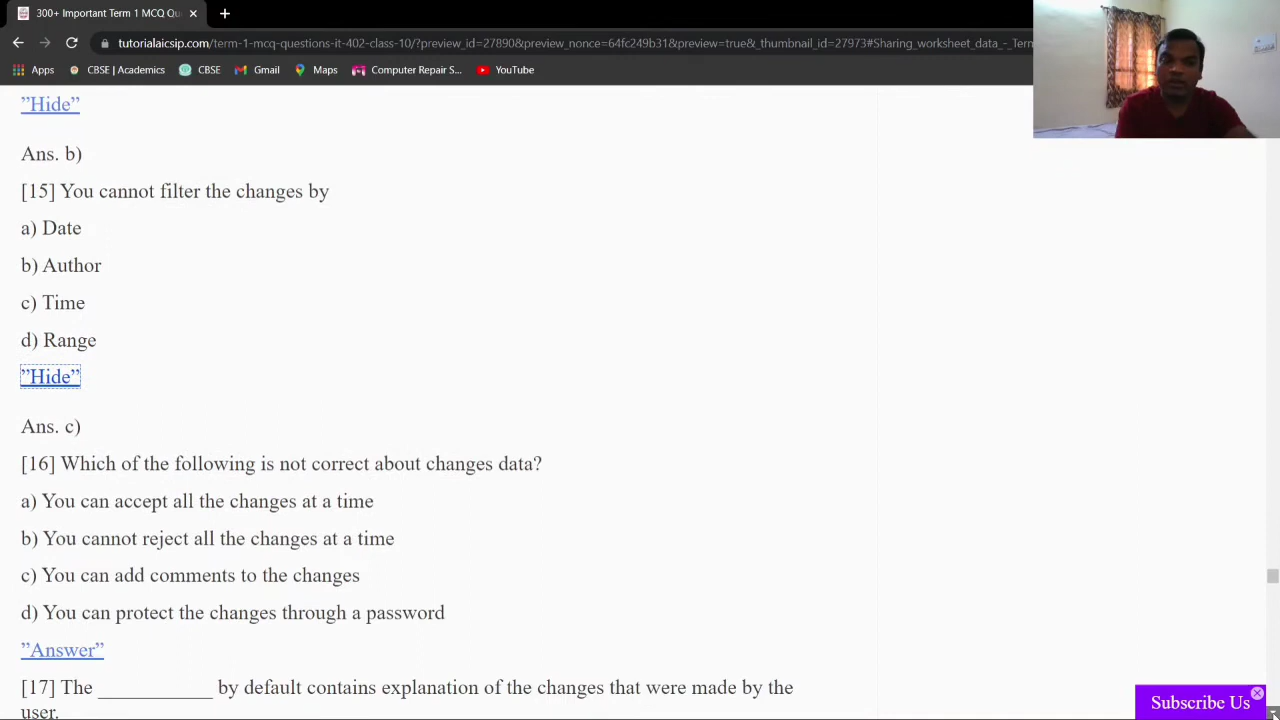 300+ Important Term 1 MCQ Qu
tutorialaicsip.com/term-1-mcq-questions-it-402-class-10/?preview_id=27890&preview_nonce=64fc249b31&preview=true&_thumbnail_id=27973#Sharing_worksheet_data_-_Term
Apps CBSE | Academics CBSE Gmail Maps Computer Repair S... YouTube
”Hide”
Ans. b)
[15] You cannot filter the changes by
a) Date
b) Author
c) Time
d) Range
”Hide”
Ans. c)
[16] Which of the following is not correct about changes data?
a) You can accept all the changes at a time
b) You cannot reject all the changes at a time
c) You can add comments to the changes
d) You can protect the changes through a password
”Answer”
[17] The ___________ by default contains explanation of the changes that were made by the
user.
Subscribe Us